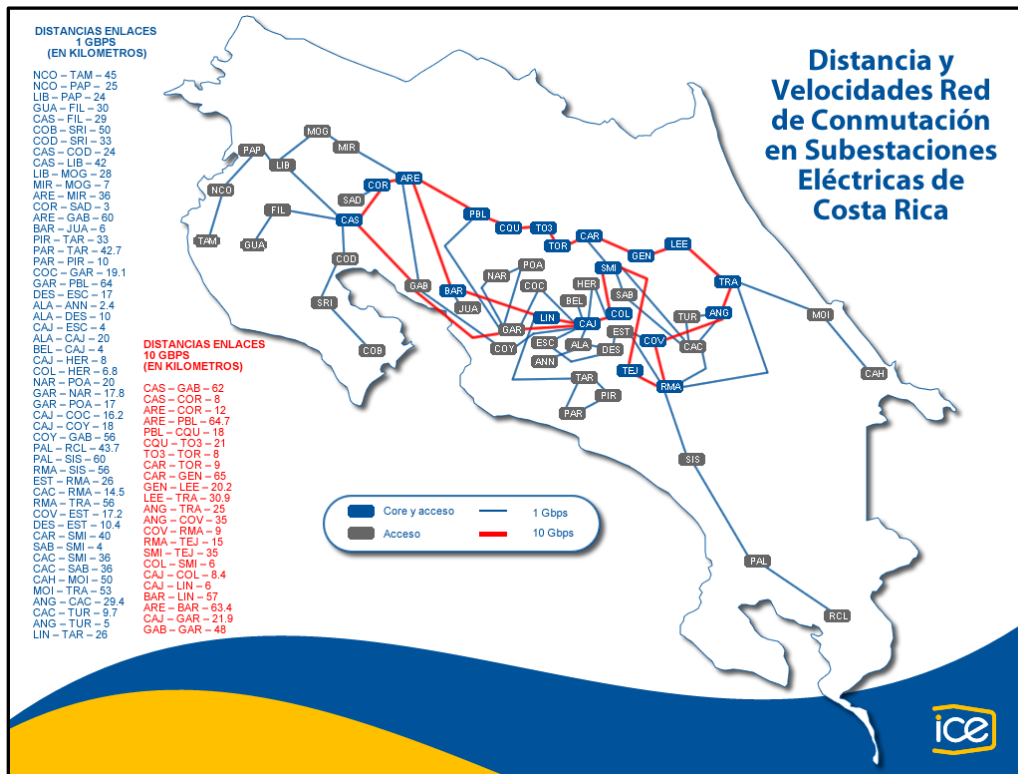 DISTANCIAS ENLACES
1 GBPS
(EN KILOMETROS)
NCO – TAM – 45
NCO – PAP – 25
LIB – PAP – 24
GUA – FIL – 30
CAS – FIL – 29
COB – SRI – 50
COD – SRI – 33
CAS – COD – 24
CAS – LIB – 42
LIB – MOG – 28
MIR – MOG – 7
ARE – MIR – 36
COR – SAD – 3
ARE – GAB – 60
BAR – JUA – 6
PIR – TAR – 33
PAR – TAR – 42.7
PAR – PIR – 10
COC – GAR – 19.1
GAR – PBL – 64
DES – ESC – 17
ALA – ANN – 2.4
ALA – DES – 10
CAJ – ESC – 4
ALA – CAJ – 20
BEL – CAJ – 4
CAJ – HER – 8
COL – HER – 6.8
NAR – POA – 20
GAR – NAR – 17.8
GAR – POA – 17
CAJ – COC – 16.2
CAJ – COY – 18
COY – GAB – 56
PAL – RCL – 43.7
PAL – SIS – 60
RMA – SIS – 56
EST – RMA – 26
CAC – RMA – 14.5
RMA – TRA – 56
COV – EST – 17.2
DES – EST – 10.4
CAR – SMI – 40
SAB – SMI – 4
CAC – SMI – 36
CAC – SAB – 36
CAH – MOI – 50
MOI – TRA – 53
ANG – CAC – 29.4
CAC – TUR – 9.7
ANG – TUR – 5
LIN – TAR – 26
DISTANCIAS ENLACES
10 GBPS
(EN KILOMETROS)
CAS – GAB – 62
CAS – COR – 8
ARE – COR – 12
ARE – PBL – 64.7
PBL – CQU – 18
CQU – TO3 – 21
TO3 – TOR – 8
CAR – TOR – 9
CAR – GEN – 65
GEN – LEE – 20.2
LEE – TRA – 30.9
ANG – TRA – 25
ANG – COV – 35
COV – RMA – 9
RMA – TEJ – 15
SMI – TEJ – 35
COL – SMI – 6
CAJ – COL – 8.4
CAJ – LIN – 6
BAR – LIN – 57
ARE – BAR – 63.4
CAJ – GAR – 21.9
GAB – GAR – 48
Distancia y
Velocidades Red
de Conmutación
en Subestaciones
Eléctricas de
Costa Rica
MOG
MIR
PAP
LIB
ARE
COR
NCO
SAD
FIL
CAS
PBL
CQU
TO3
CAR
TOR
LEE
GEN
TAM
GUA
COD
POA
NAR
SMI
HER
TRA
GAB
BAR
COC
SAB
BEL
SRI
JUA
LIN
CAJ
COL
TUR
ANG
MOI
GAR
EST
COV
COY
ESC
ALA
DES
CAC
COB
ANN
TEJ
TAR
RMA
CAH
PIR
PAR
SIS
PAL
RCL
Core y acceso
1 Gbps
Acceso
10 Gbps
ice